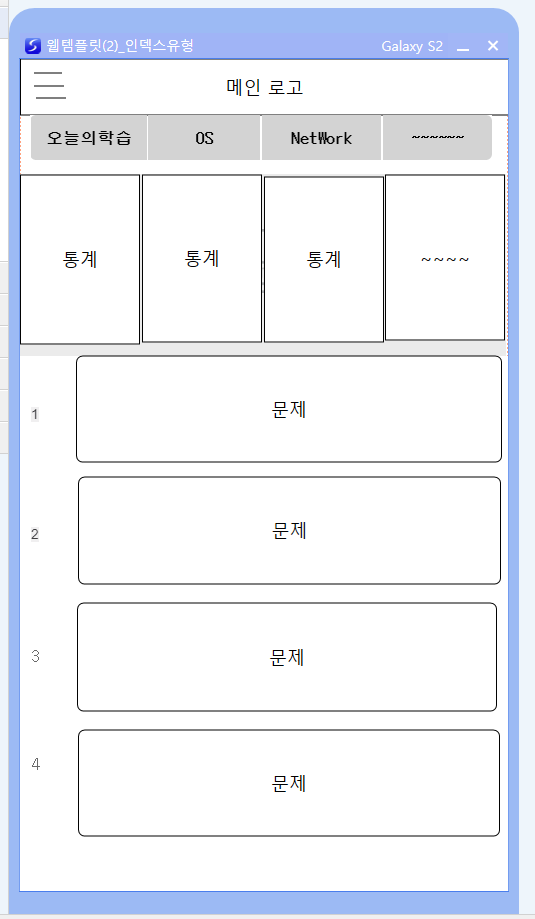 웹템플릿(2)_인덱스유형 Galaxy S2
메인 로고
오늘의학습 OS NetWork ~~~~~~
통계 통계 통계 ~~~~
1 문제
2 문제
3 문제
4 문제